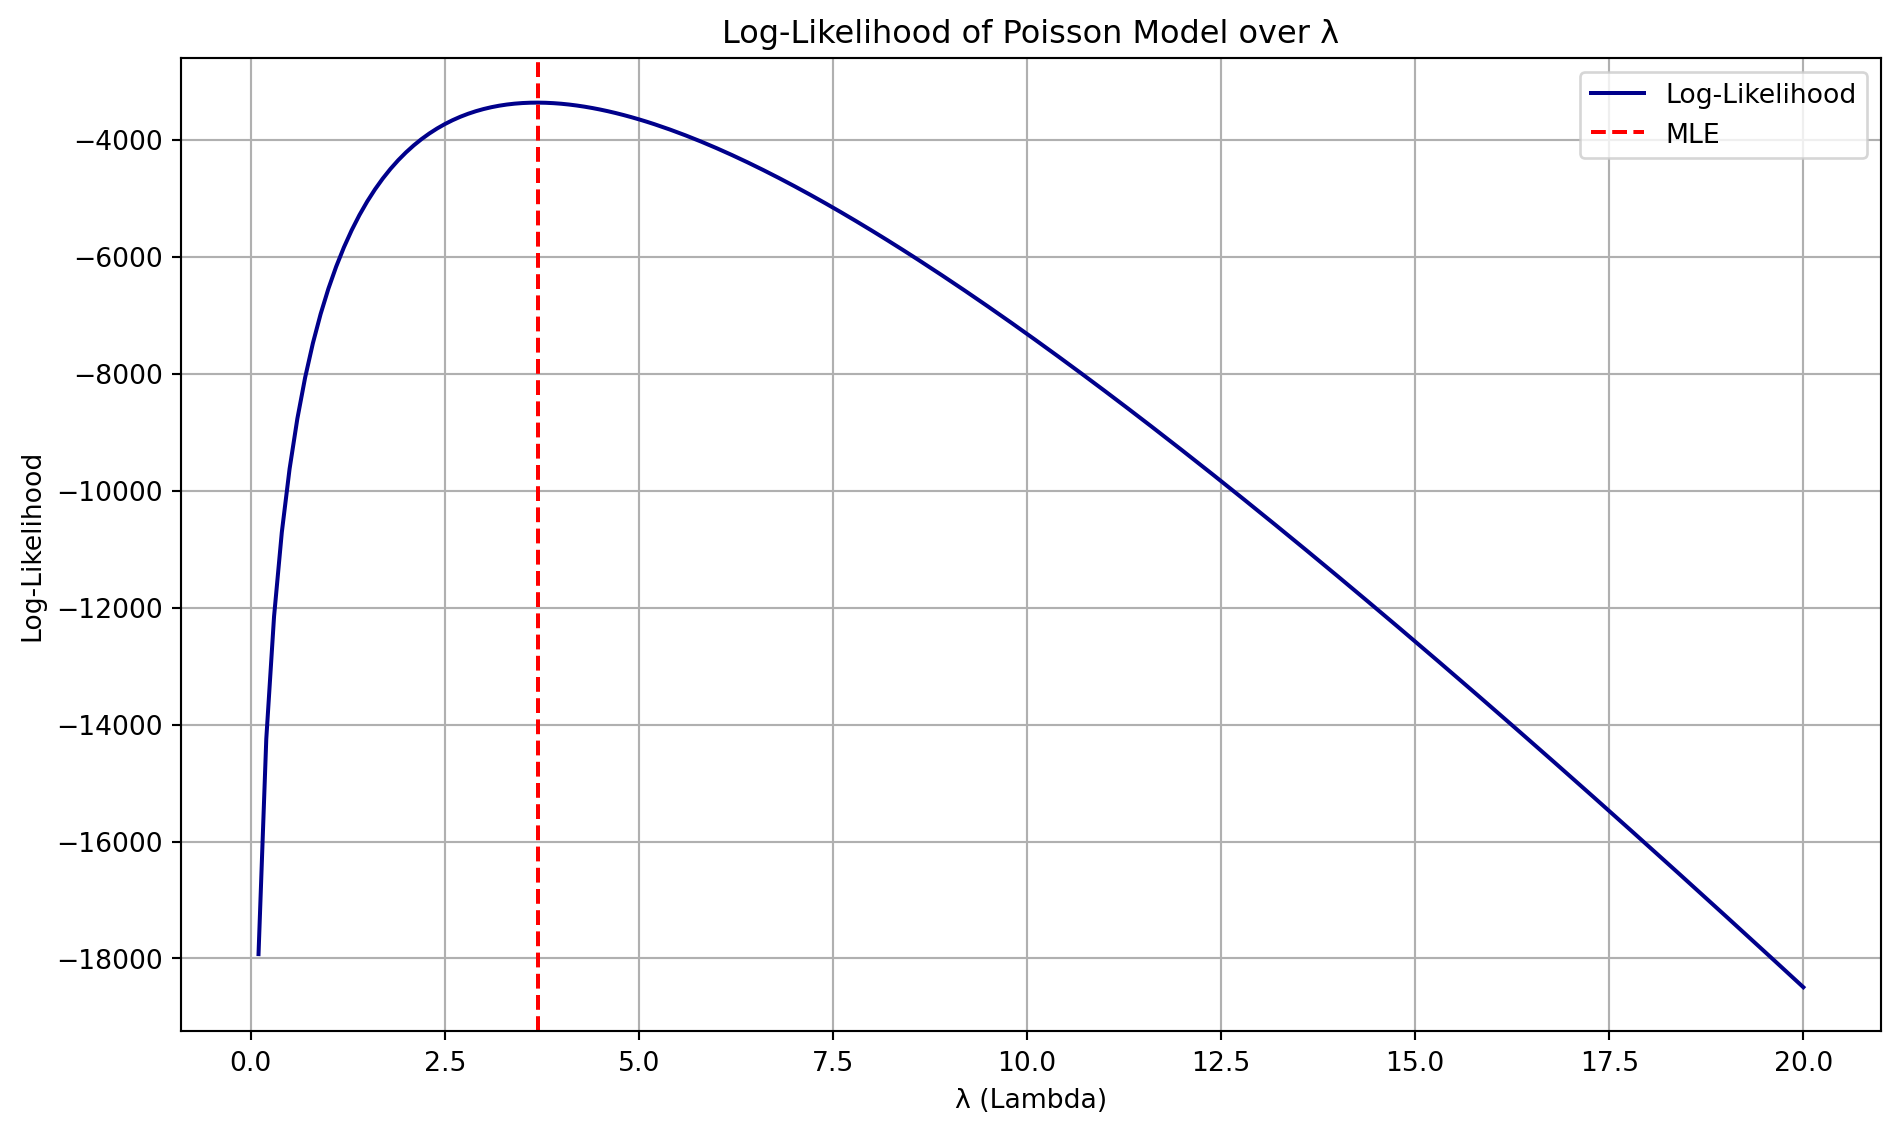 Log-Likelihood of Poisson Model over λ
Log-Likelihood
MLE
Log-Likelihood
−4000
−6000
−8000
−10000
−12000
−14000
−16000
−18000
0.0 2.5 5.0 7.5 10.0 12.5 15.0 17.5 20.0
λ (Lambda)